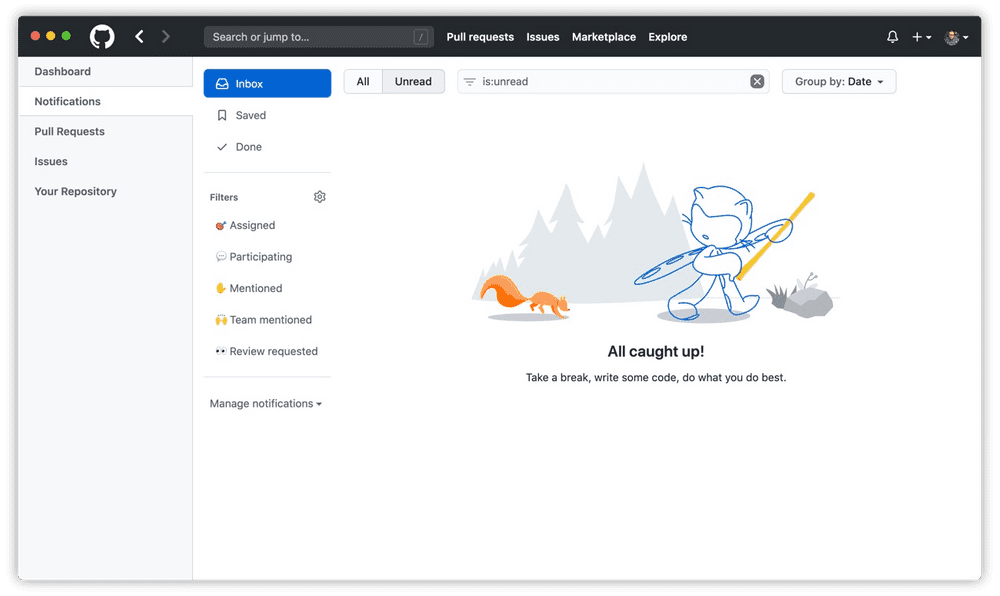 Search or jump to... /
Pull requests Issues Marketplace Explore
Dashboard
Notifications
Pull Requests
Issues
Your Repository
Inbox
Saved
Done
Filters
Assigned
Participating
Mentioned
Team mentioned
Review requested
Manage notifications
All Unread is:unread Group by: Date
All caught up!
Take a break, write some code, do what you do best.